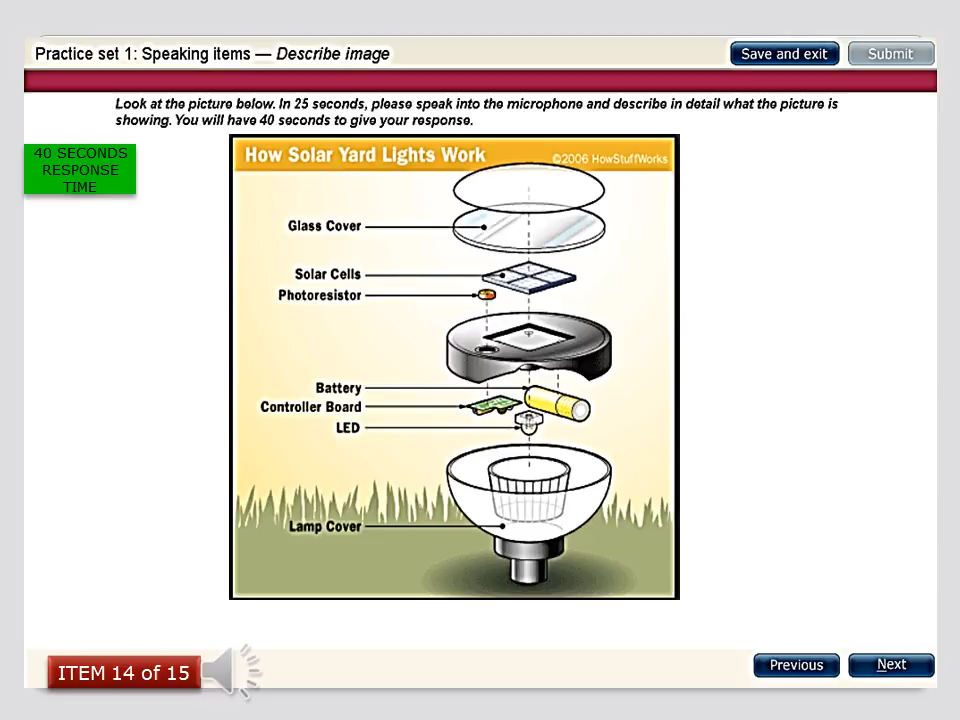 Practice set 1: Speaking items — Describe image
Save and exit
Submit
Look at the picture below. In 25 seconds, please speak into the microphone and describe in detail what the picture is
showing. You will have 40 seconds to give your response.
40 SECONDS
RESPONSE
TIME
How Solar Yard Lights Work
©2006 HowStuffWorks
Glass Cover
Solar Cells
Photoresistor
Battery
Controller Board
LED
Lamp Cover
ITEM 14 of 15
Previous
Next